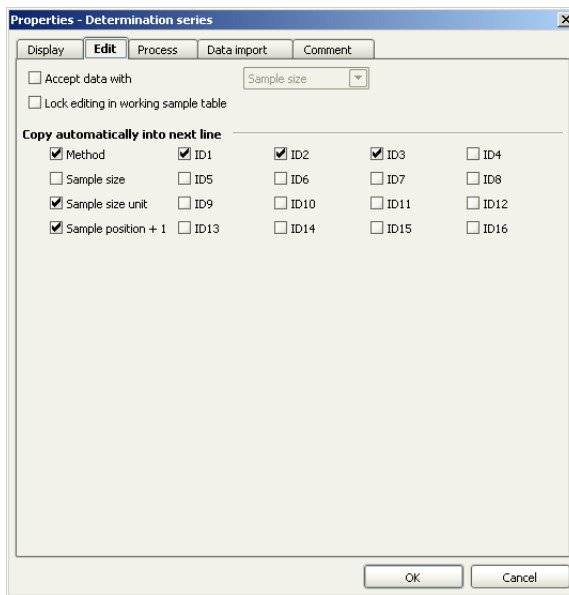 Properties - Determination series
Display Edit Process Data import Comment
Accept data with Sample size
Lock editing in working sample table
Copy automatically into next line
Method ID1 ID2 ID3 ID4
Sample size ID5 ID6 ID7 ID8
Sample size unit ID9 ID10 ID11 ID12
Sample position + 1 ID13 ID14 ID15 ID16
OK Cancel